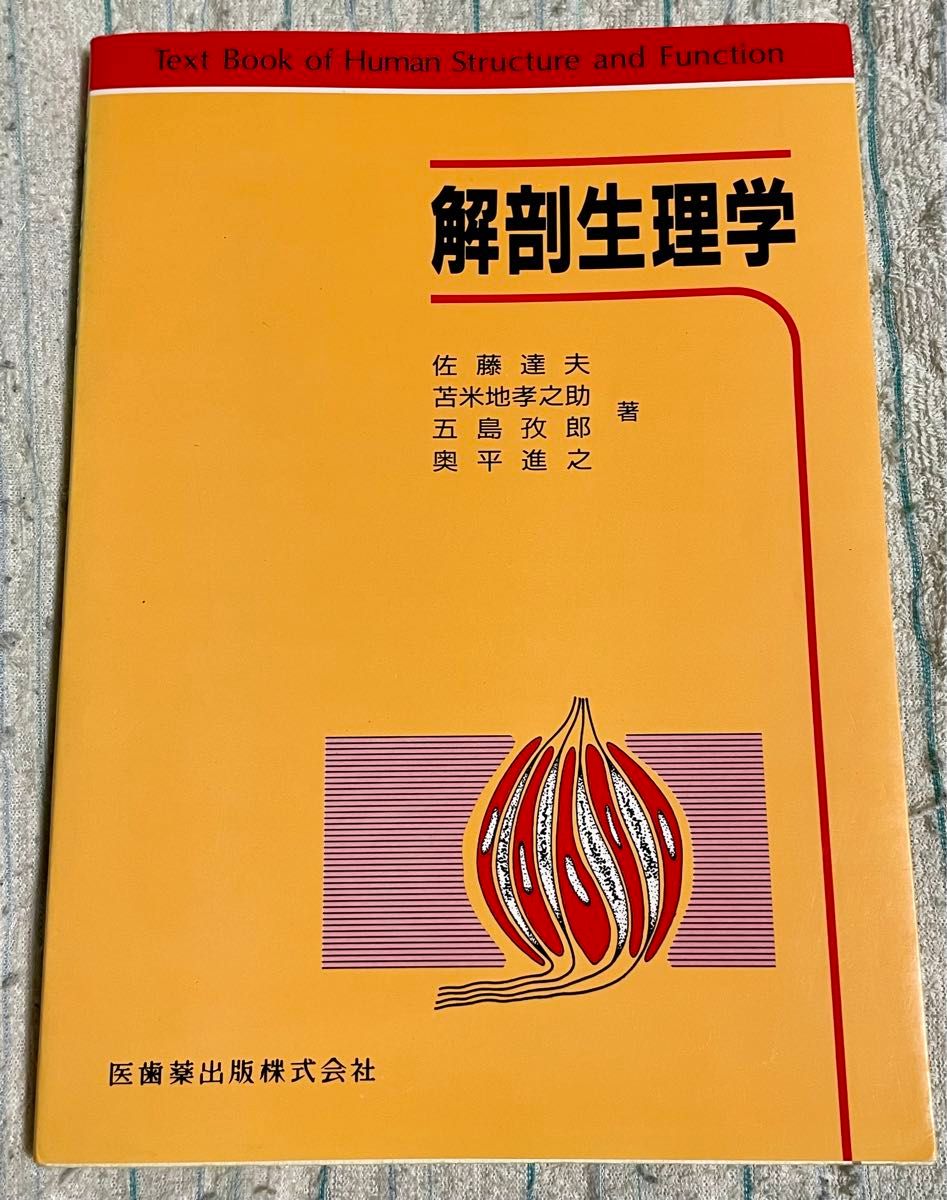 Text Book of Human Structure and Function
解剖生理学
佐藤達夫
苫米地孝之助
五島孜郎
奥平進之
著
医歯薬出版株式会社